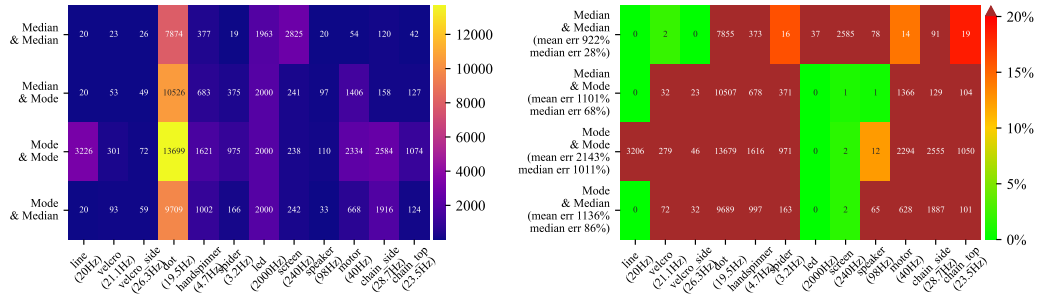 Median
& Median
Median
& Mode
Mode
& Mode
Mode
& Median
20 23 26 7874 377 19 1963 2825 20 54 120 42
20 53 49 10526 683 375 2000 241 97 1406 158 127
3226 301 72 13699 1621 975 2000 238 110 2334 2584 1074
20 93 59 9709 1002 166 2000 242 33 668 1916 124
line
(20Hz)
velcro
(21.1Hz)
velcro_side
(26.3Hz)
dot
(19.5Hz)
handspinner
(4.7Hz)
spider
(3.2Hz)
led
(2000Hz)
screen
(240Hz)
speaker
(98Hz)
motor
(40Hz)
chain_side
(28.7Hz)
chain_top
(23.5Hz)
12000
10000
8000
6000
4000
2000
Median
& Median
(mean err 922%
median err 28%)
Median
& Mode
(mean err 1101%
median err 68%)
Mode
& Mode
(mean err 2143%
median err 1011%)
Mode
& Median
(mean err 1136%
median err 86%)
0 2 0 7855 373 16 37 2585 78 14 91 19
0 32 23 10507 678 371 0 1 1 1366 129 104
3206 279 46 13679 1616 971 0 2 12 2294 2555 1050
0 72 32 9689 997 163 0 2 65 628 1887 101
line
(20Hz)
velcro
(21.1Hz)
velcro_side
(26.3Hz)
dot
(19.5Hz)
handspinner
(4.7Hz)
spider
(3.2Hz)
led
(2000Hz)
screen
(240Hz)
speaker
(98Hz)
motor
(40Hz)
chain_side
(28.7Hz)
chain_top
(23.5Hz)
20%
15%
10%
5%
0%